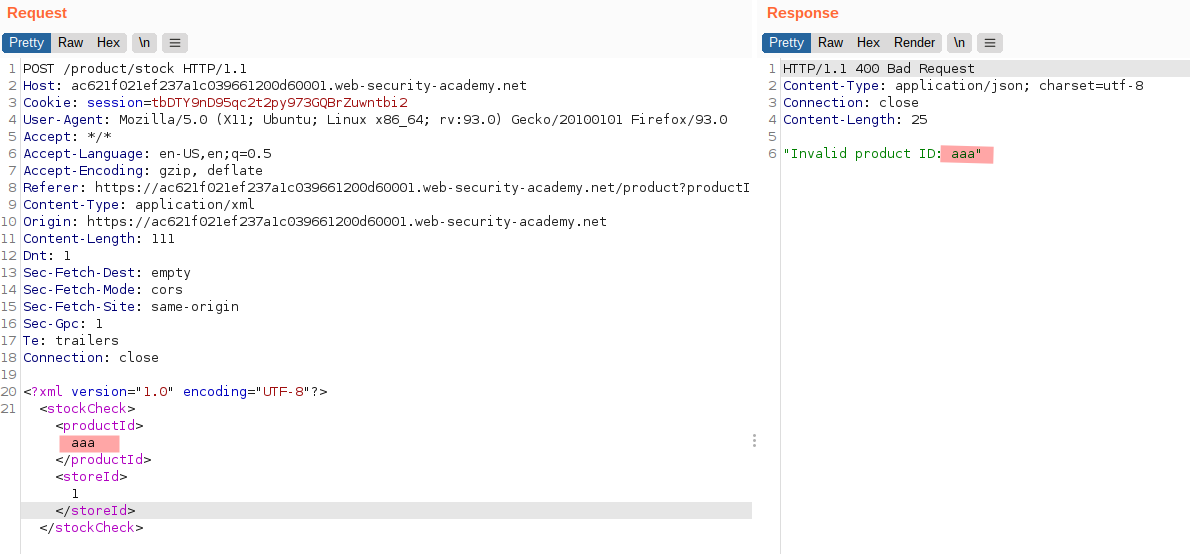 Request
Pretty Raw Hex \n
1 POST /product/stock HTTP/1.1
2 Host: ac621f021ef237a1c039661200d60001.web-security-academy.net
3 Cookie: session=tbDTY9nD95qc2t2py973GQBrZuwntbi2
4 User-Agent: Mozilla/5.0 (X11; Ubuntu; Linux x86_64; rv:93.0) Gecko/20100101 Firefox/93.0
5 Accept: */*
6 Accept-Language: en-US,en;q=0.5
7 Accept-Encoding: gzip, deflate
8 Referer: https://ac621f021ef237a1c039661200d60001.web-security-academy.net/product?productI
9 Content-Type: application/xml
10 Origin: https://ac621f021ef237a1c039661200d60001.web-security-academy.net
11 Content-Length: 111
12 Dnt: 1
13 Sec-Fetch-Dest: empty
14 Sec-Fetch-Mode: cors
15 Sec-Fetch-Site: same-origin
16 Sec-Gpc: 1
17 Te: trailers
18 Connection: close
19
20 <?xml version="1.0" encoding="UTF-8"?>
21 <stockCheck>
<productId>
aaa
</productId>
<storeId>
1
</storeId>
</stockCheck>
Response
Pretty Raw Hex Render \n
1 HTTP/1.1 400 Bad Request
2 Content-Type: application/json; charset=utf-8
3 Connection: close
4 Content-Length: 25
5
6 "Invalid product ID: aaa"